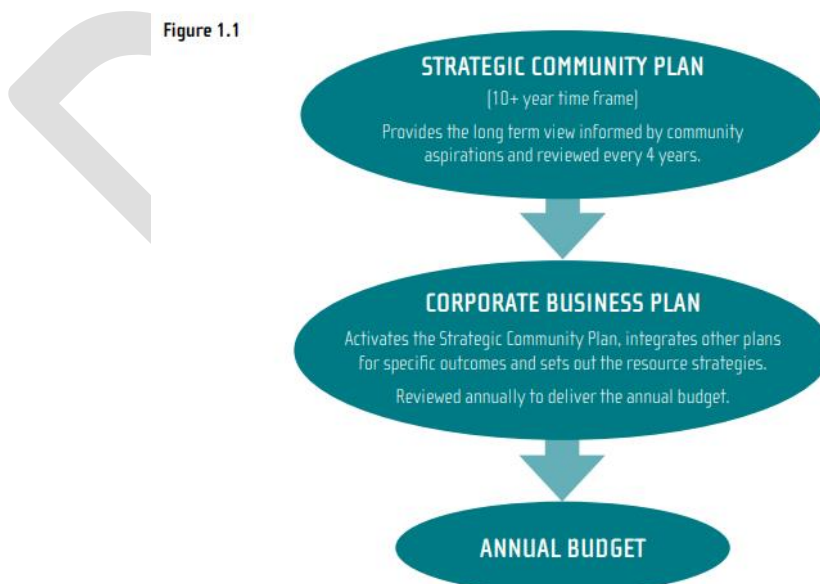 Figure 1.1
STRATEGIC COMMUNITY PLAN
(10+ year time frame)
Provides the long term view informed by community
aspirations and reviewed every 4 years.
CORPORATE BUSINESS PLAN
Activates the Strategic Community Plan, integrates other plans
for specific outcomes and sets out the resource strategies.
Reviewed annually to deliver the annual budget.
ANNUAL BUDGET